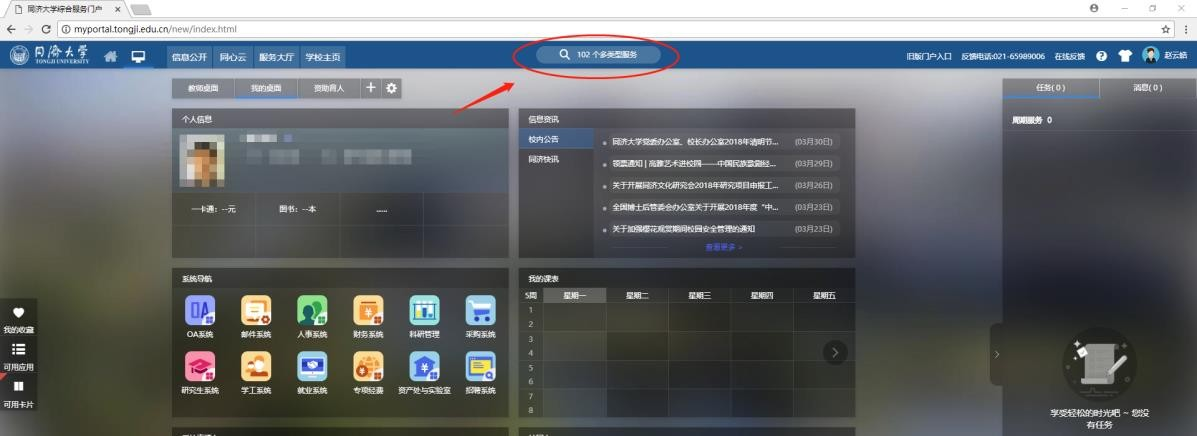 同济大学综合服务门户
myportal.tongji.edu.cn/new/index.html
同济大学
TONGJI UNIVERSITY
信息公开 同心云 服务大厅 学校主页
102 个多类型服务
旧版门户入口 反馈电话:021-65989006 在线反馈
教师桌面 我的桌面 资助育人
任务( 0 ) 消息( 0 )
周期服务 0
个人信息
一卡通：--元 图书：--本 ......
信息资讯
校内公告
同济快讯
同济大学党委办公室、校长办公室2018年清明节... (03月30日)
领票通知 | 高雅艺术进校园——中国民族歌剧经... (03月29日)
关于开展同济文化研究会2018年研究项目申报工... (03月26日)
全国博士后管委会办公室关于开展2018年度“中... (03月23日)
关于加强樱花观赏期间校园安全管理的通知 (03月23日)
查看更多 >
系统导航
OA系统 邮件系统 人事系统 财务系统 科研管理 采购系统
研究生系统 学工系统 就业系统 专项经费 资产处与实验室 招聘系统
我的课表
5周 星期一 星期二 星期三 星期四 星期五
1
2
3
4
5
6
7
8
我的收藏
可用应用
可用卡片
享受轻松的时光吧 ~ 您没
有任务